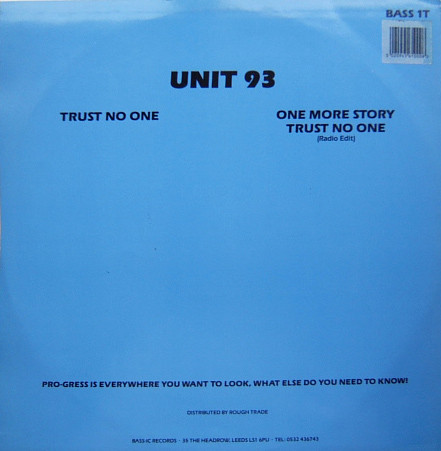 BASS 1T
UNIT 93
TRUST NO ONE
ONE MORE STORY
TRUST NO ONE
(Radio Edit)
PRO-GRESS IS EVERYWHERE YOU WANT TO LOOK, WHAT ELSE DO YOU NEED TO KNOW!
DISTRIBUTED BY ROUGH TRADE
BASS-IC RECORDS · 35 THE HEADROW, LEEDS LS1 6PU · TEL: 0532 436743